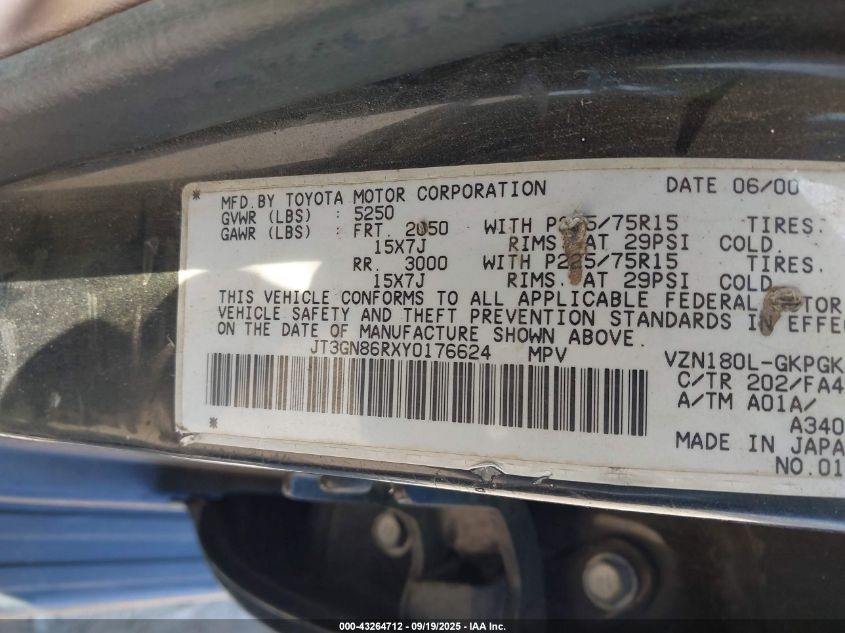 * MFD.BY TOYOTA MOTOR CORPORATION DATE 06/00
GVWR (LBS) : 5250
GAWR (LBS) : FRT. 2050 WITH P225/75R15 TIRES.
15X7J RIMS. AT 29PSI COLD.
RR. 3000 WITH P225/75R15 TIRES.
15X7J RIMS. AT 29PSI COLD.
THIS VEHICLE CONFORMS TO ALL APPLICABLE FEDERAL
VEHICLE SAFETY AND THEFT PREVENTION STANDARDS IN EFFE
ON THE DATE OF MANUFACTURE SHOWN ABOVE.
JT3GN86RXY0176624 MPV VZN180L-GKPGK
C/TR 202/FA4
A/TM A01A/
* A340
MADE IN JAPA
NO.01
000-43264712 - 09/19/2025 - IAA Inc.